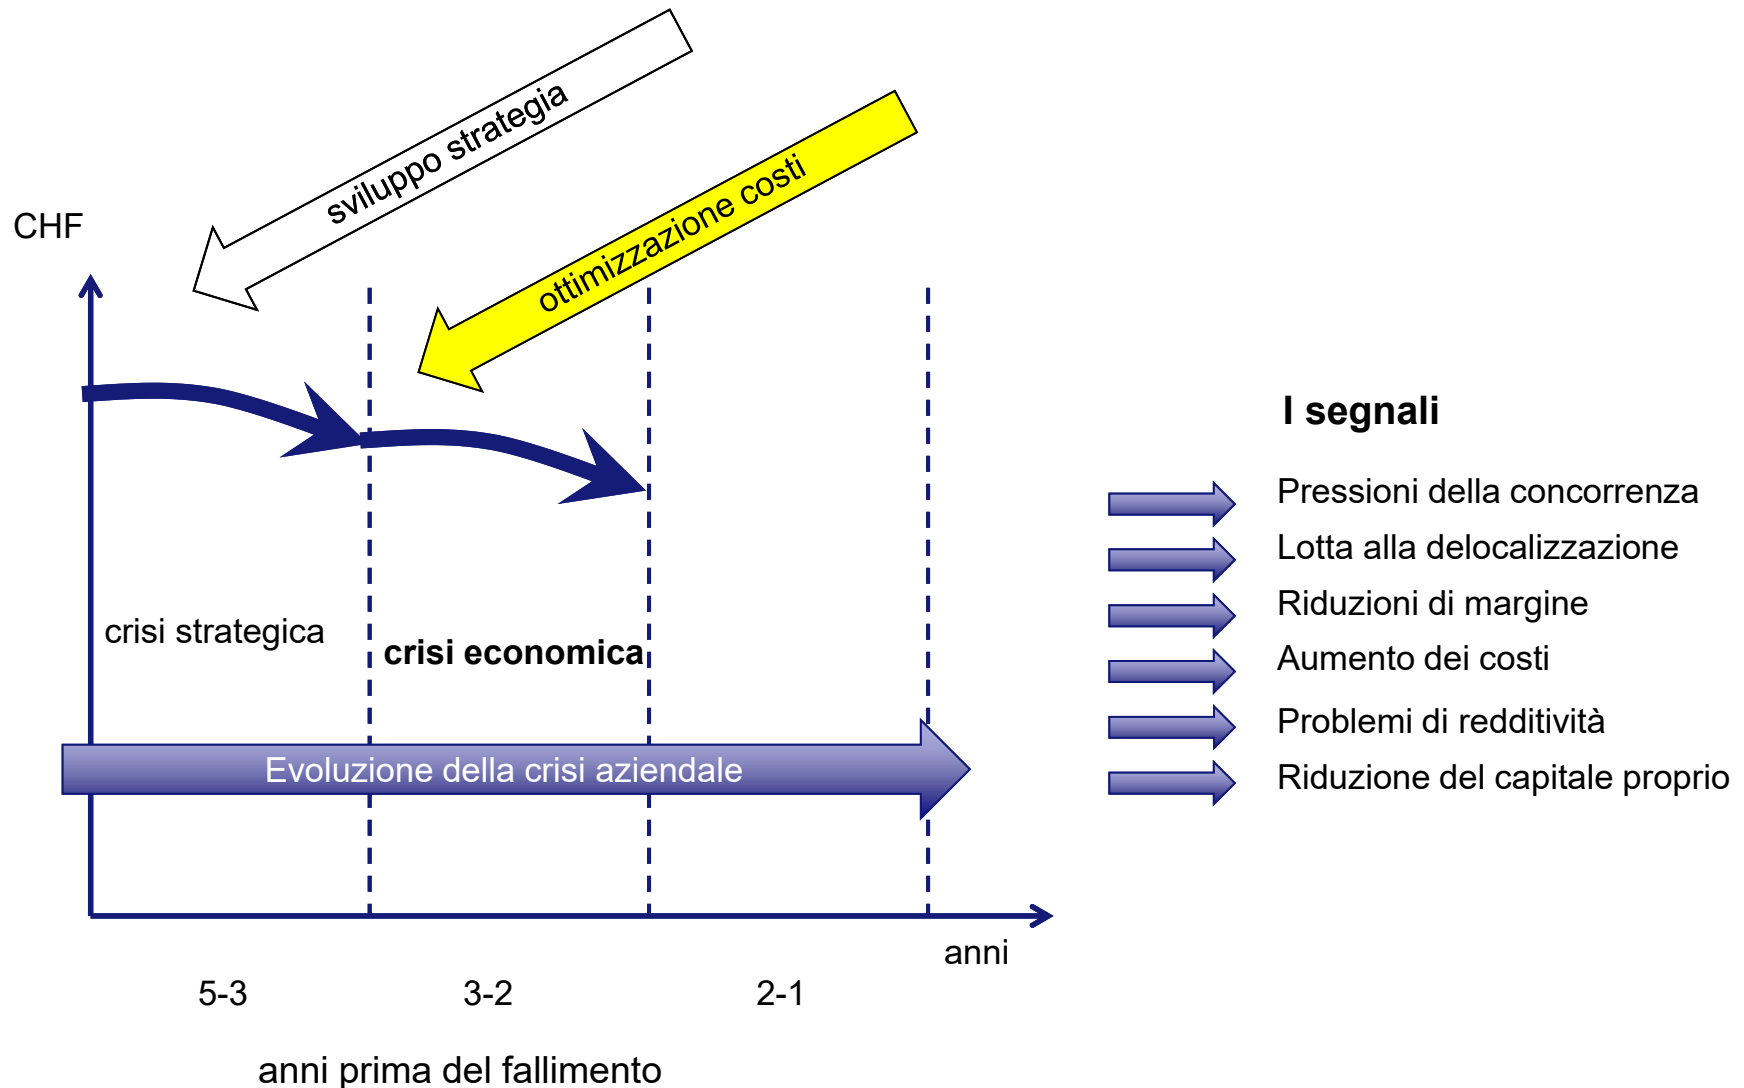 sviluppo strategia
ottimizzazione costi
CHF
crisi strategica
crisi economica
Evoluzione della crisi aziendale
anni
5-3
3-2
2-1
anni prima del fallimento
I segnali
Pressioni della concorrenza
Lotta alla delocalizzazione
Riduzioni di margine
Aumento dei costi
Problemi di redditività
Riduzione del capitale proprio